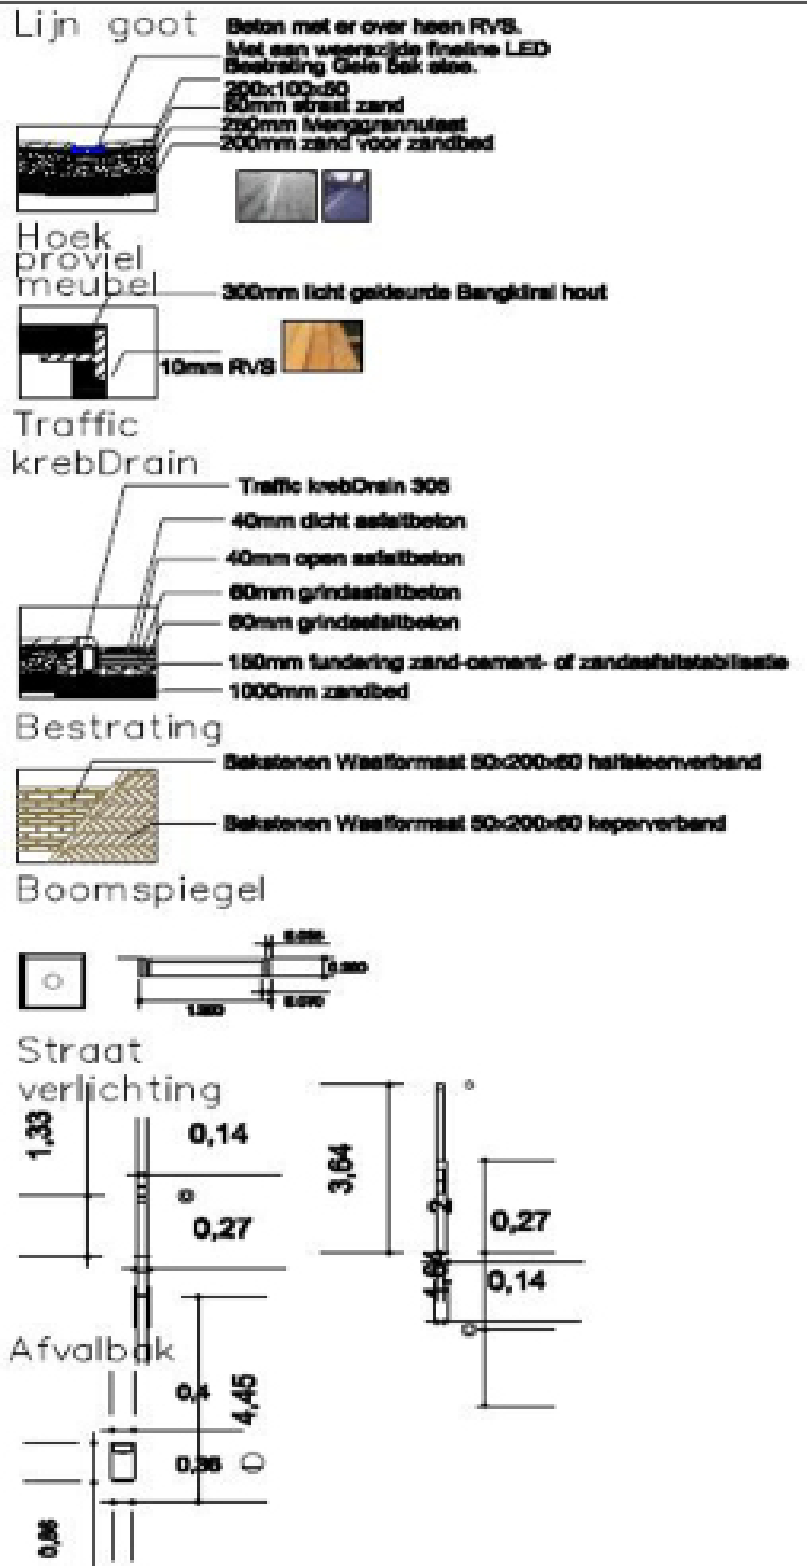 Lijn goot
Beton met er over heen RVS.
Met aan weerszijde fineline LED
Bestrating Gele Bak stee.
200x100x80
50mm straat zand
250mm Menggrannulaat
200mm zand voor zandbed
Hoek
proviel
meubel
300mm licht gekleurde Bangkirai hout
10mm RVS
Traffic
krebDrain
Traffic krebDrain 305
40mm dicht asfaltbeton
40mm open asfaltbeton
60mm grindasfaltbeton
60mm grindasfaltbeton
150mm fundering zand-cement- of zandasfaltstabilisatie
1000mm zandbed
Bestrating
Bakstenen Waalformaat 50x200x60 halfsteenverband
Bakstenen Waalformaat 50x200x60 keperverband
Boomspiegel
Straat
verlichting
1,33
0,14
0,27
3,64
2
0,27
0,14
Afvalbak
0,4
4,45
0,36